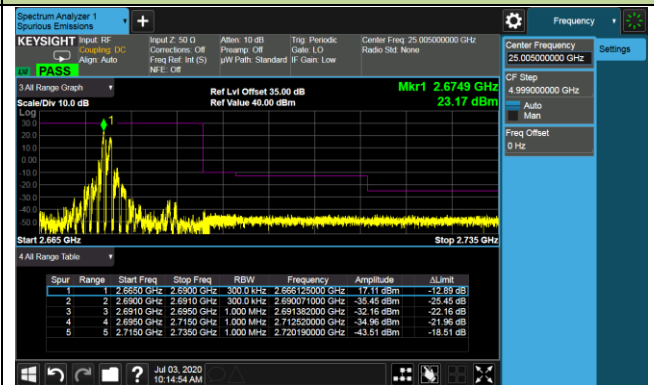 Spectrum Analyzer 1
Spurious Emissions
Frequency
KEYSIGHT
Input: RF
Coupling: DC
Align: Auto
Input Z: 50 Ω
Corrections: Off
Freq Ref: Int (S)
NFE: Off
Atten: 10 dB
Preamp: Off
µW Path: Standard
Trig: Periodic
Gate: LO
IF Gain: Low
Center Freq: 25.005000000 GHz
Radio Std: None
LXI
PASS
Center Frequency
25.005000000 GHz
Settings
CF Step
4.999000000 GHz
Auto
Man
Freq Offset
0 Hz
3 All Range Graph
Scale/Div 10.0 dB
Ref Lvl Offset 35.00 dB
Ref Value 40.00 dBm
Mkr1 2.6749 GHz
23.17 dBm
Log
1
30.0
20.0
10.0
0.00
-10.0
-20.0
-30.0
-40.0
-50.0
Start 2.665 GHz
Stop 2.735 GHz
4 All Range Table
Spur Range Start Freq Stop Freq RBW Frequency Amplitude ΔLimit
1 1 2.6650 GHz 2.6900 GHz 300.0 kHz 2.666125000 GHz 17.11 dBm -12.89 dB
2 2 2.6900 GHz 2.6910 GHz 300.0 kHz 2.690071000 GHz -35.45 dBm -25.45 dB
3 3 2.6910 GHz 2.6950 GHz 1.000 MHz 2.691382000 GHz -32.16 dBm -22.16 dB
4 4 2.6950 GHz 2.7150 GHz 1.000 MHz 2.712520000 GHz -34.96 dBm -21.96 dB
5 5 2.7150 GHz 2.7350 GHz 1.000 MHz 2.720190000 GHz -43.51 dBm -18.51 dB
?
Jul 03, 2020
10:14:54 AM